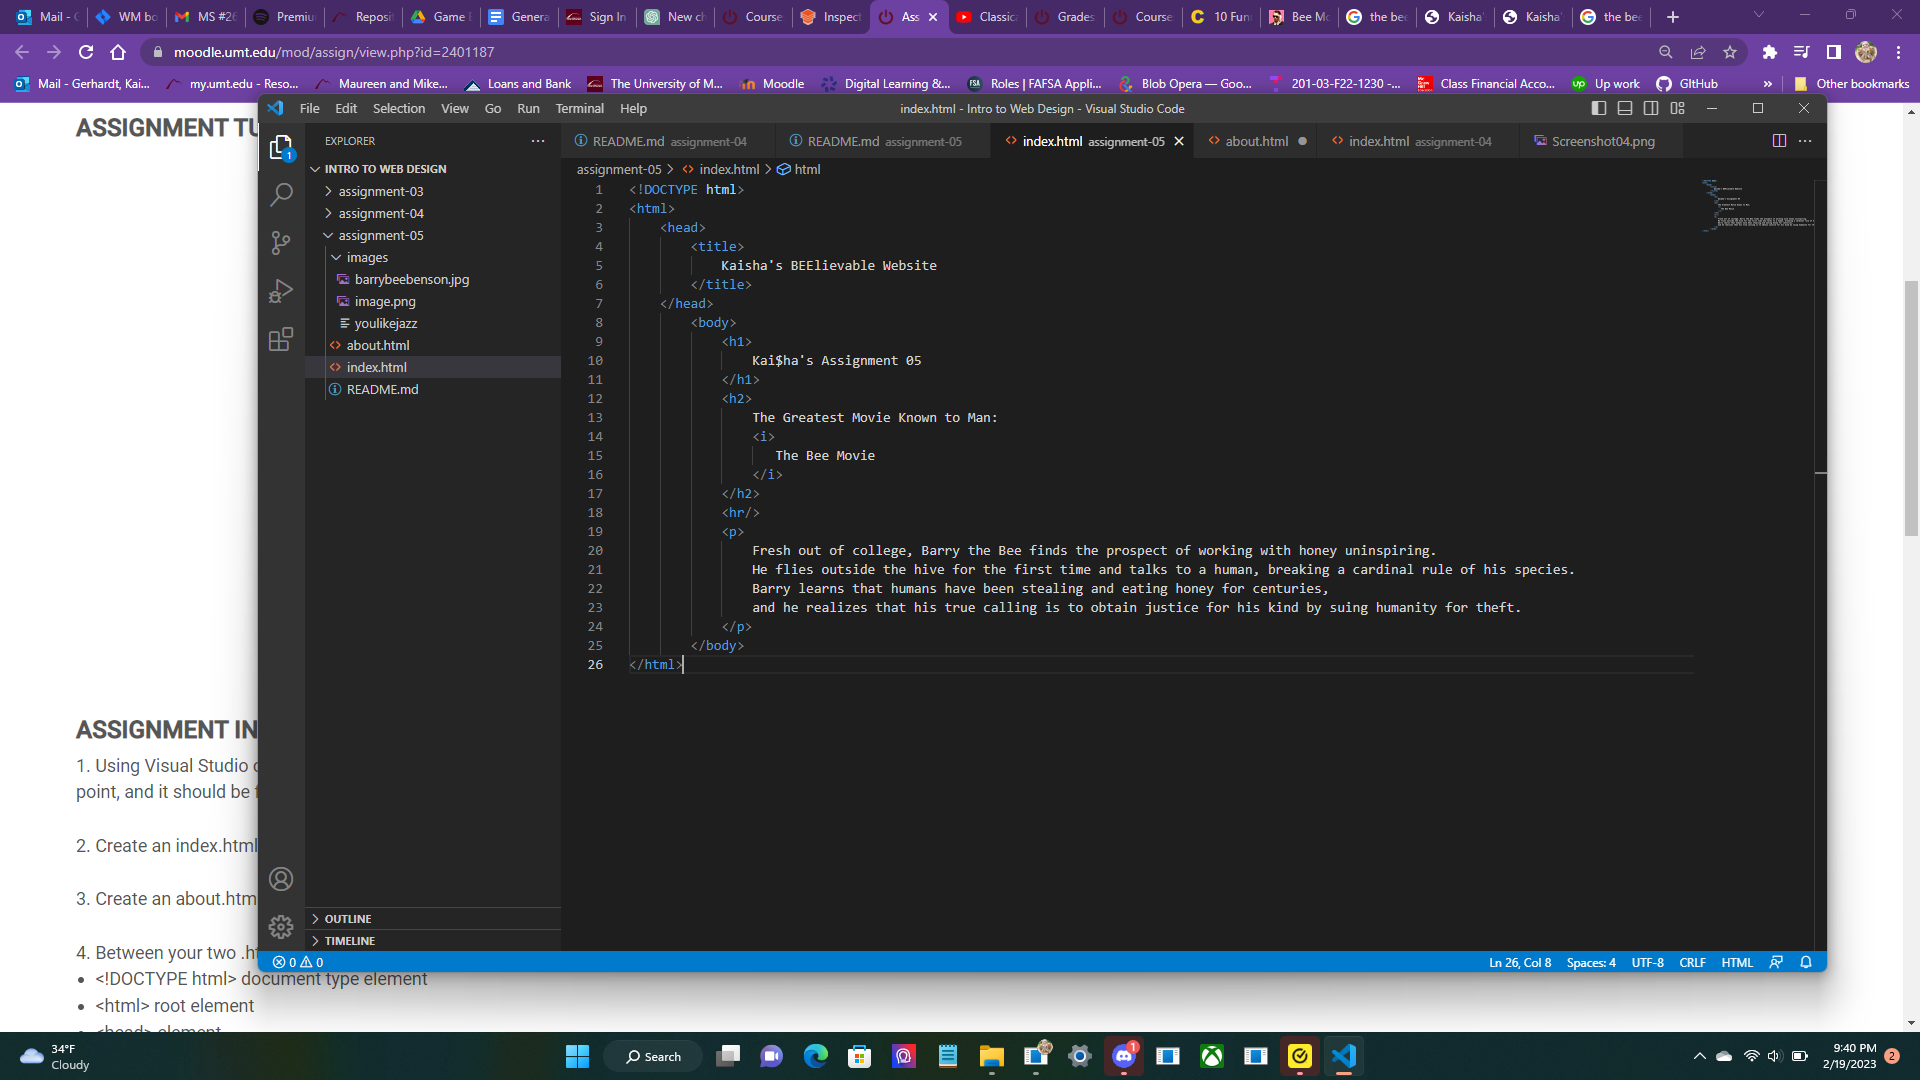 Mail - G
WM bo
MS #26
Premiu
Reposit
Game B
Genera
Sign In
New ch
Course
Inspect
Ass
Classica
Grades
Course
10 Funn
Bee Mo
the bee
Kaisha'
Kaisha'
the bee
moodle.umt.edu/mod/assign/view.php?id=2401187
Mail - Gerhardt, Kai...
my.umt.edu - Reso...
Maureen and Mike...
Loans and Bank
The University of M...
Moodle
Digital Learning &...
Roles | FAFSA Appli...
Blob Opera — Goo...
201-03-F22-1230 -...
Class Financial Acco...
Up work
GItHub
»
Other bookmarks
ASSIGNMENT TU
File Edit Selection View Go Run Terminal Help
index.html - Intro to Web Design - Visual Studio Code
EXPLORER
README.md assignment-04
README.md assignment-05
index.html assignment-05
about.html
index.html assignment-04
Screenshot04.png
1
INTRO TO WEB DESIGN
assignment-03
assignment-04
assignment-05
images
barrybeebenson.jpg
image.png
youlikejazz
about.html
index.html
README.md
OUTLINE
TIMELINE
assignment-05 > index.html > html
1 <!DOCTYPE html>
2 <html>
3 <head>
4 <title>
5 Kaisha's BEElievable Website
6 </title>
7 </head>
8 <body>
9 <h1>
10 Kai$ha's Assignment 05
11 </h1>
12 <h2>
13 The Greatest Movie Known to Man:
14 <i>
15 The Bee Movie
16 </i>
17 </h2>
18 <hr/>
19 <p>
20 Fresh out of college, Barry the Bee finds the prospect of working with honey uninspiring.
21 He flies outside the hive for the first time and talks to a human, breaking a cardinal rule of his species.
22 Barry learns that humans have been stealing and eating honey for centuries,
23 and he realizes that his true calling is to obtain justice for his kind by suing humanity for theft.
24 </p>
25 </body>
26 </html>
ASSIGNMENT IN
1. Using Visual Studio c
point, and it should be f
2. Create an index.html
3. Create an about.htm
4. Between your two .ht
0 0
Ln 26, Col 8 Spaces: 4 UTF-8 CRLF HTML
• <!DOCTYPE html> document type element
• <html> root element
• <head> element
34°F
Cloudy
Search
1
9:40 PM
2/19/2023
2